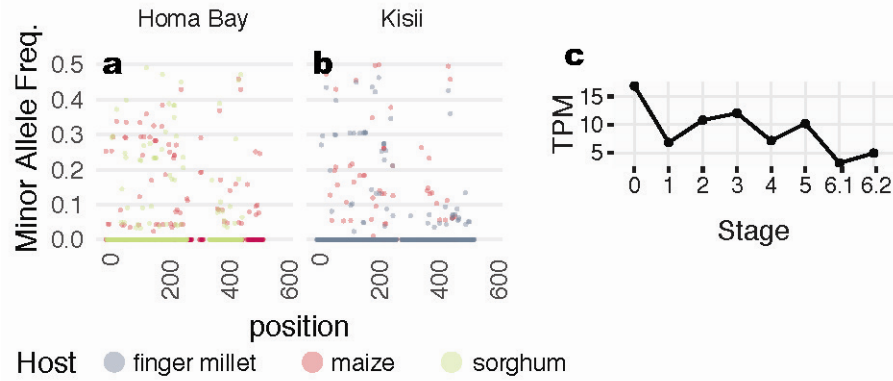 Homa Bay
Kisii
a
b
c
Minor Allele Freq.
0.5
0.4
0.3
0.2
0.1
0.0
0
200
400
600
0
200
400
600
position
TPM
15
10
5
0
1
2
3
4
5
6.1
6.2
Stage
Host
finger millet
maize
sorghum